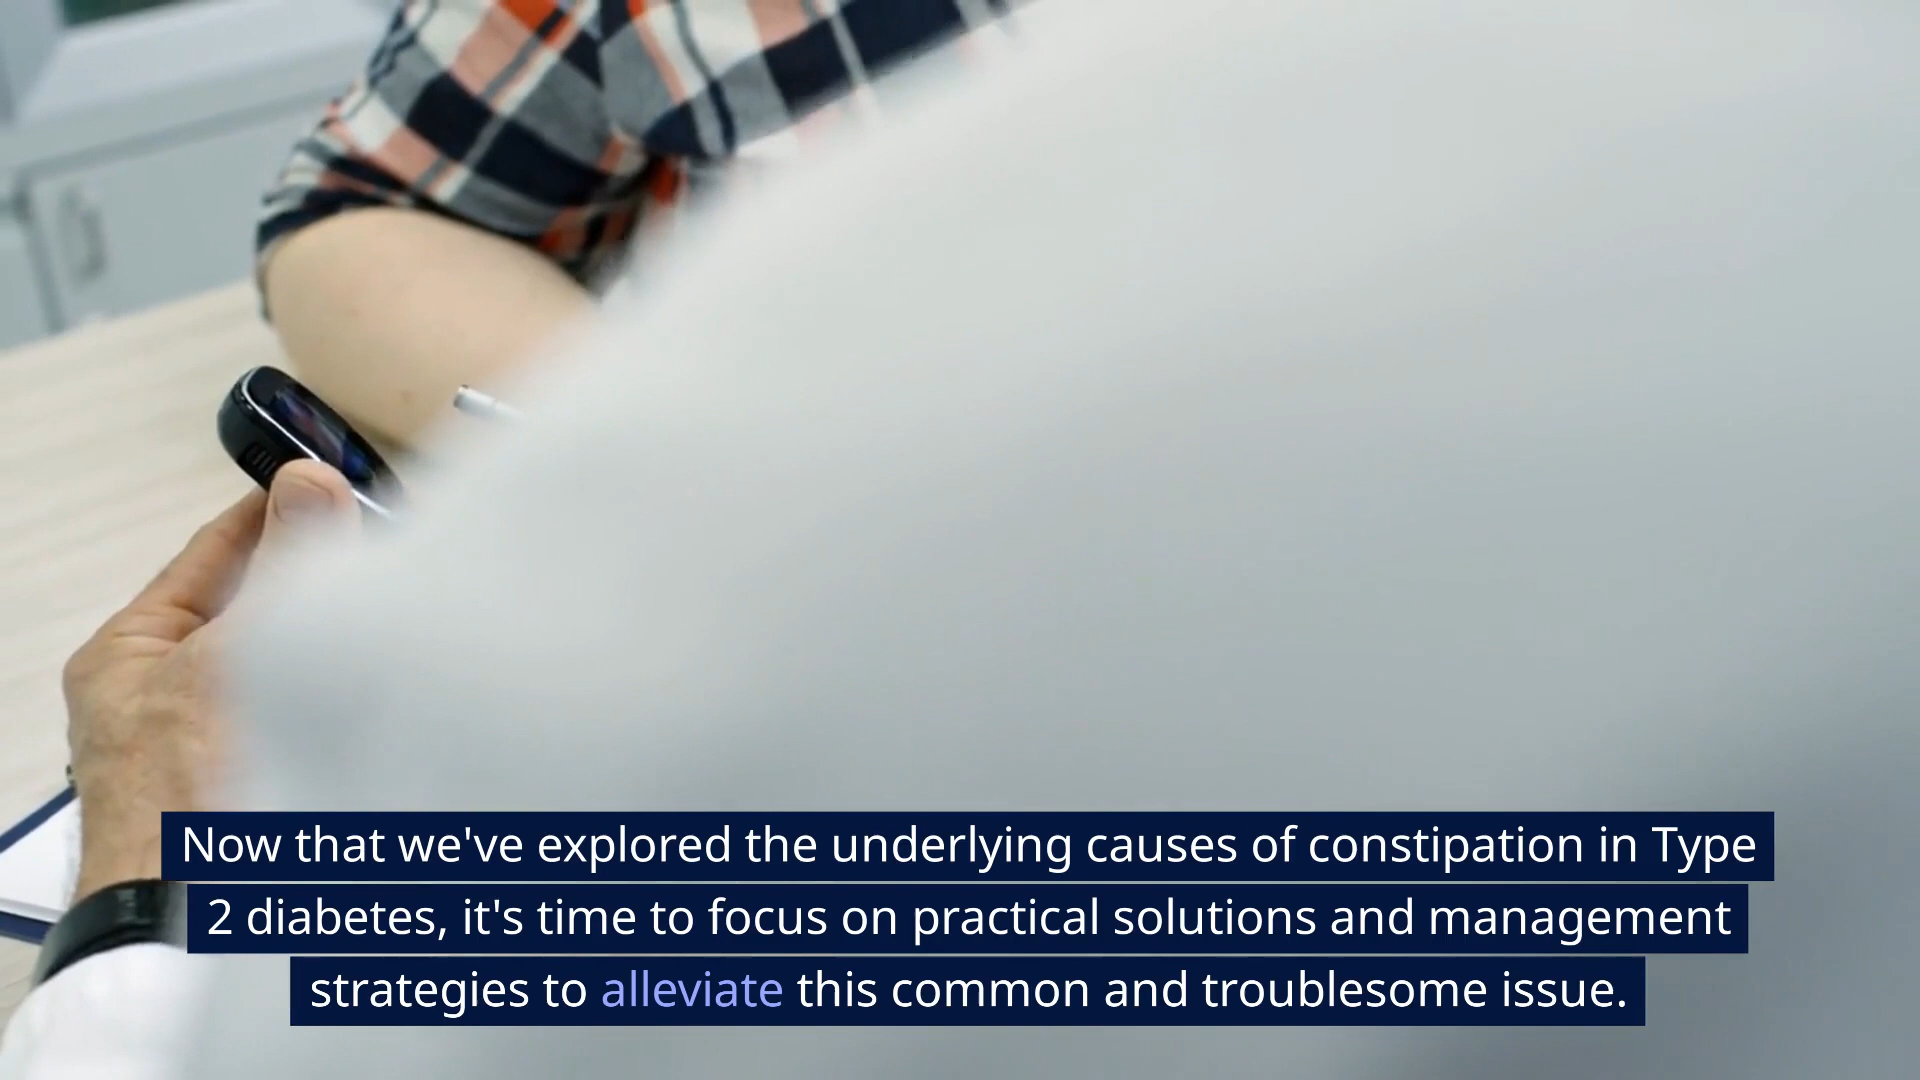 Now that we've explored the underlying causes of constipation in Type
2 diabetes, it's time to focus on practical solutions and management
strategies to alleviate this common and troublesome issue.